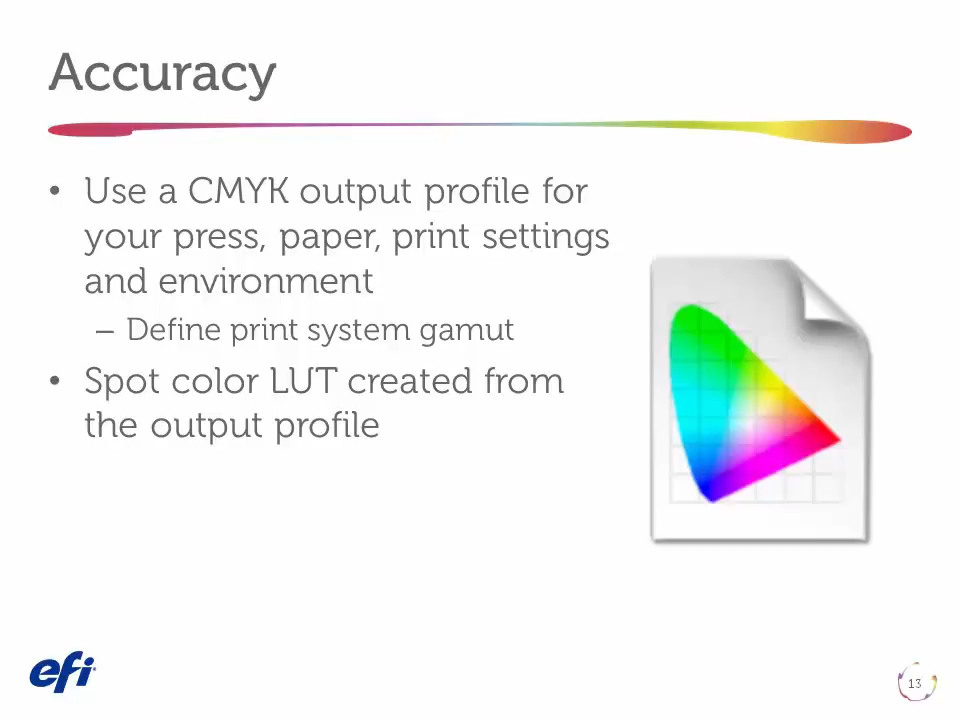 Accuracy
• Use a CMYK output profile for
your press, paper, print settings
and environment
– Define print system gamut
• Spot color LUT created from
the output profile
efi
13